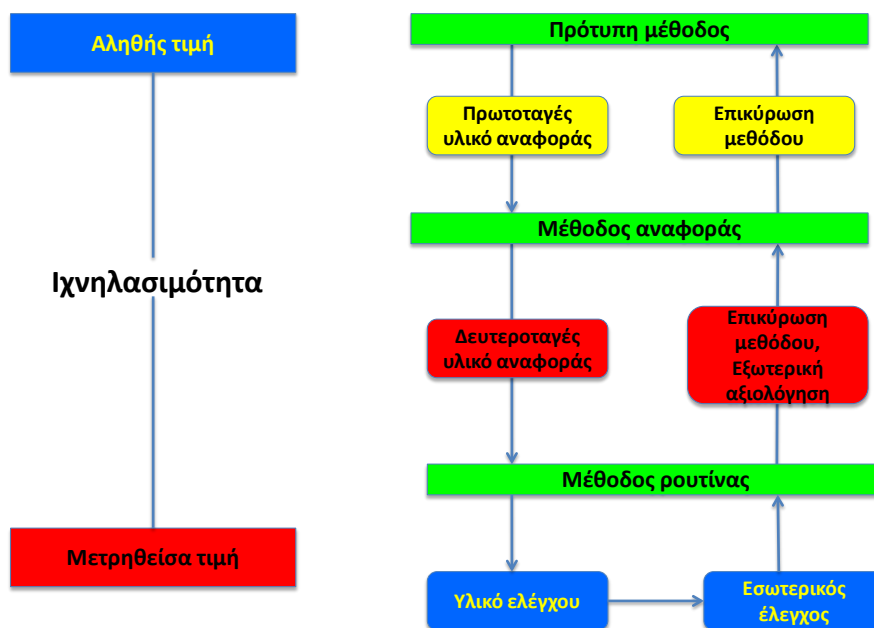 Αληθής τιμή
Ιχνηλασιμότητα
Μετρηθείσα τιμή
Πρότυπη μέθοδος
Πρωτοταγές
υλικό αναφοράς
Επικύρωση
μεθόδου
Μέθοδος αναφοράς
Δευτεροταγές
υλικό αναφοράς
Επικύρωση
μεθόδου,
Εξωτερική
αξιολόγηση
Μέθοδος ρουτίνας
Υλικό ελέγχου
Εσωτερικός
έλεγχος